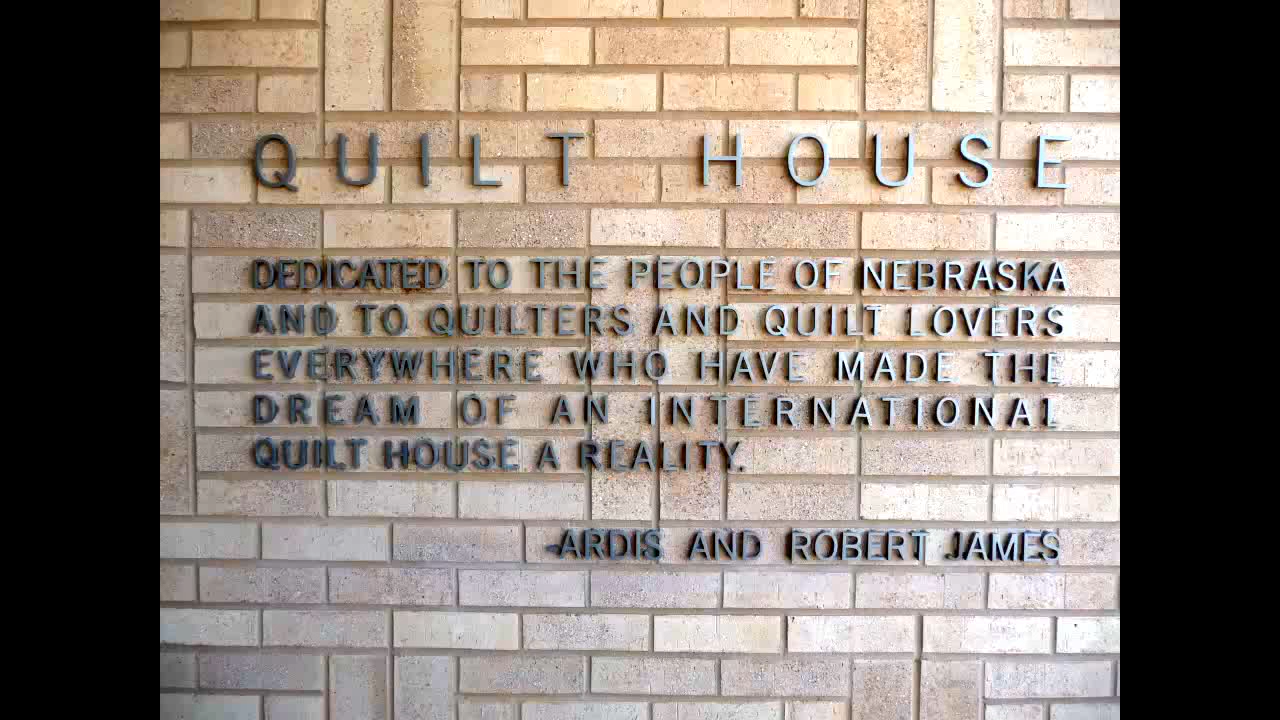 QUILT HOUSE
DEDICATED TO THE PEOPLE OF NEBRASKA
AND TO QUILTERS AND QUILT LOVERS
EVERYWHERE WHO HAVE MADE THE
DREAM OF AN INTERNATIONAL
QUILT HOUSE A REALITY.
-ARDIS AND ROBERT JAMES